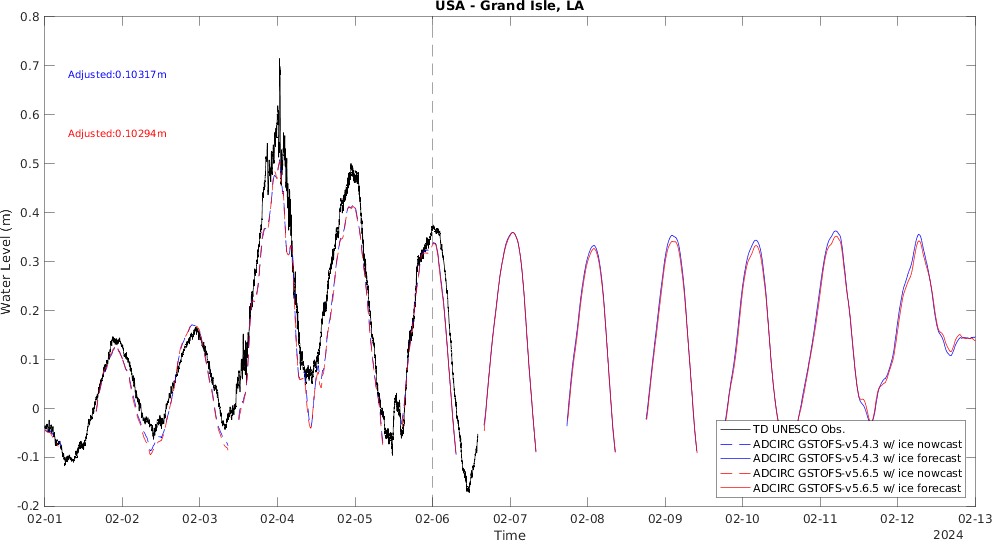 USA - Grand Isle, LA
0.8
0.7
0.6
0.5
0.4
0.3
0.2
0.1
0
-0.1
-0.2
Water Level (m)
Adjusted:0.10317m
Adjusted:0.10294m
TD UNESCO Obs.
ADCIRC GSTOFS-v5.4.3 w/ ice nowcast
ADCIRC GSTOFS-v5.4.3 w/ ice forecast
ADCIRC GSTOFS-v5.6.5 w/ ice nowcast
ADCIRC GSTOFS-v5.6.5 w/ ice forecast
02-01 02-02 02-03 02-04 02-05 02-06 02-07 02-08 02-09 02-10 02-11 02-12 02-13
Time
2024